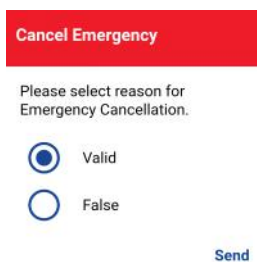 Cancel Emergency
Please select reason for
Emergency Cancellation.
Valid
False
Send